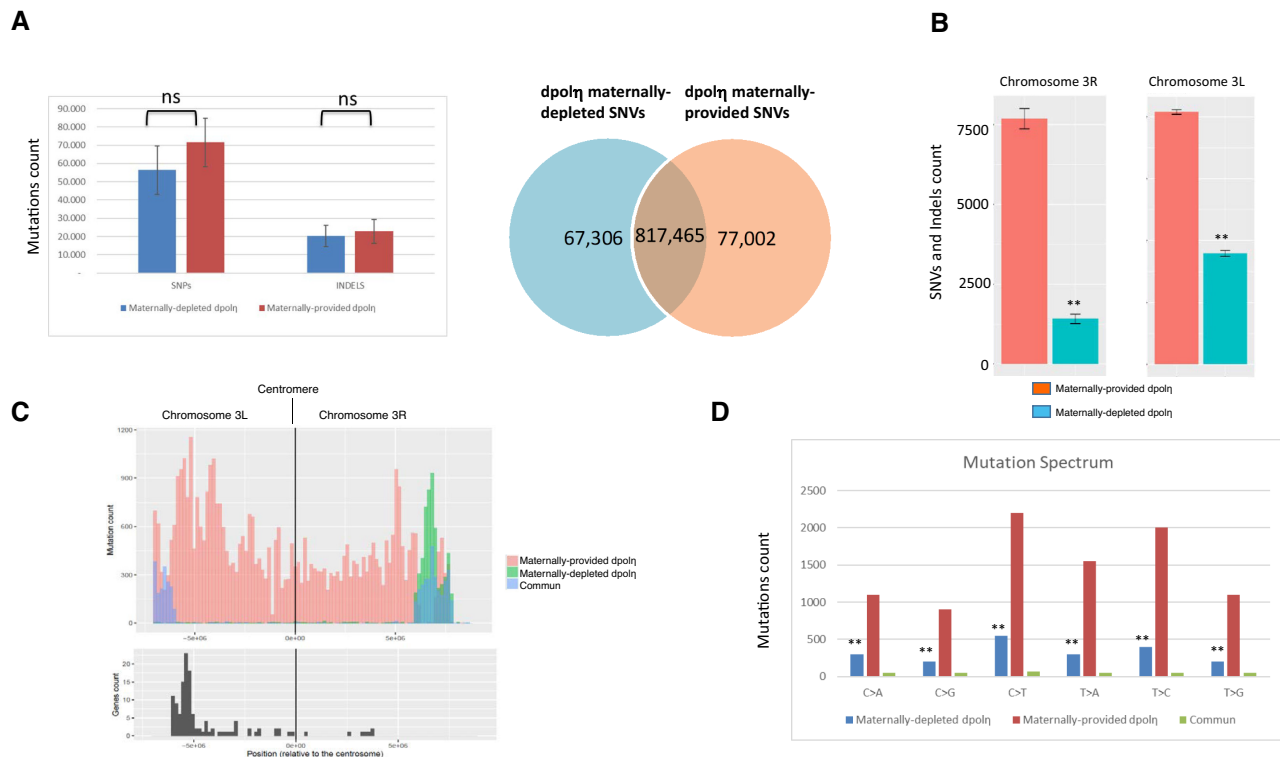 A
Mutations count
90.000
80.000
70.000
60.000
50.000
40.000
30.000
20.000
10.000
-
ns
ns
SNPs
INDELS
Maternally-depleted dpolη
Maternally-provided dpolη
dpolη maternally-
depleted SNVs
dpolη maternally-
provided SNVs
67,306
817,465
77,002
B
Chromosome 3R
Chromosome 3L
SNVs and Indels count
7500
5000
2500
0
**
**
Maternally-provided dpolη
Maternally-depleted dpolη
C
Centromere
Chromosome 3L
Chromosome 3R
Mutation count
1200
900
600
300
0
−5e+06
0e+00
5e+06
Maternally-provided dpolη
Maternally-depleted dpolη
Commun
Genes count
20
15
10
5
0
−5e+06
0e+00
5e+06
Position (relative to the centrosome)
D
Mutation Spectrum
Mutations count
2500
2000
1500
1000
500
0
**
**
**
**
**
**
C>A
C>G
C>T
T>A
T>C
T>G
Maternally-depleted dpolη
Maternally-provided dpolη
Commun